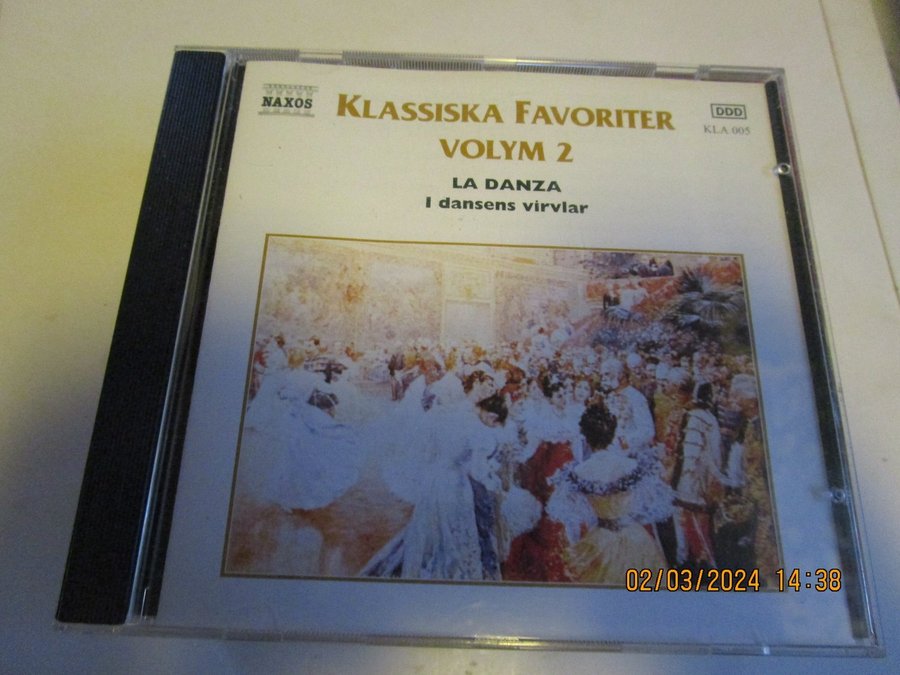 NAXOS
KLASSISKA FAVORITER
VOLYM 2
DDD
KLA 005
LA DANZA
I dansens virvlar
02/03/2024 14:38